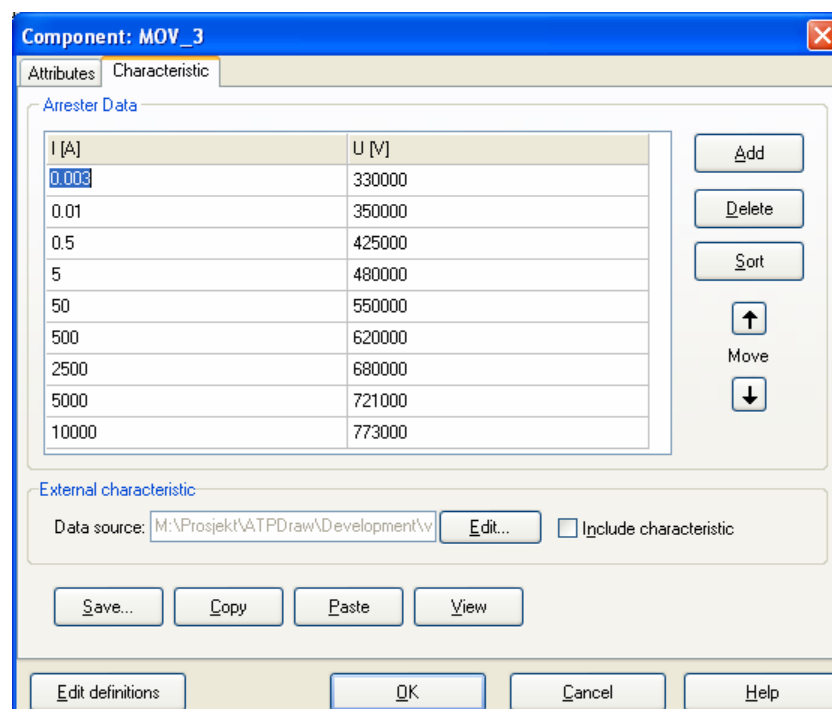 Component: MOV_3
Attributes Characteristic
Arrester Data
I [A] U [V]
0.003 330000
0.01 350000
0.5 425000
5 480000
50 550000
500 620000
2500 680000
5000 721000
10000 773000
Add
Delete
Sort
Move
External characteristic
Data source: M:\Prosjekt\ATPDraw\Development\v Edit... Include characteristic
Save... Copy Paste View
Edit definitions OK Cancel Help